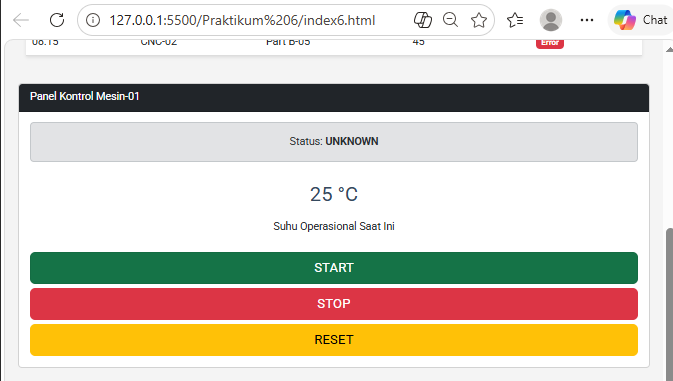 127.0.0.1:5500/Praktikum%206/index6.html
Chat
08:15 CNC-02 Part B-05 45 Error
Panel Kontrol Mesin-01
Status: UNKNOWN
25 °C
Suhu Operasional Saat Ini
START
STOP
RESET